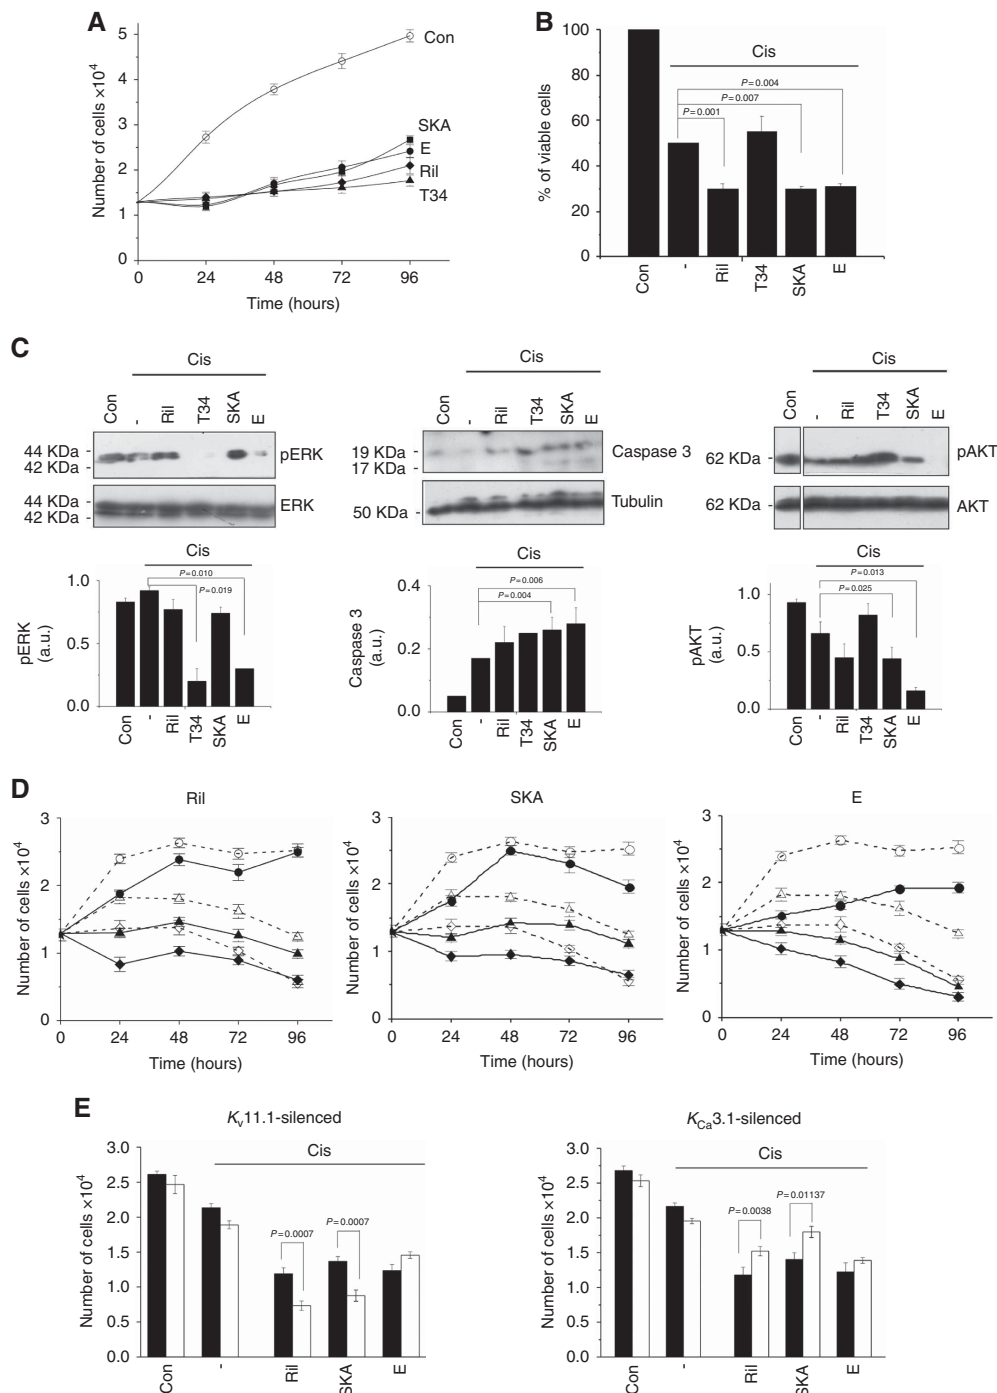 A
Number of cells ×10⁴
5
4
3
2
1
0
Con
SKA
E
Ril
T34
0 24 48 72 96
Time (hours)
B
% of viable cells
100
80
60
40
20
0
Cis
P=0.004
P=0.007
P=0.001
Con - Ril T34 SKA E
C
Cis
Con - Ril T34 SKA E
44 KDa
42 KDa
pERK
44 KDa
42 KDa
ERK
Cis
P=0.010
P=0.019
pERK
(a.u.)
1.0
0.5
0.0
Con - Ril T34 SKA E
Cis
Con - Ril T34 SKA E
19 KDa
17 KDa
Caspase 3
50 KDa
Tubulin
Cis
P=0.006
P=0.004
Caspase 3
(a.u.)
0.4
0.2
0.0
Con - Ril T34 SKA E
Cis
Con - Ril T34 SKA E
62 KDa
pAKT
62 KDa
AKT
Cis
P=0.013
P=0.025
pAKT
(a.u.)
1.0
0.5
0.0
Con - Ril T34 SKA E
D
Ril
Number of cells ×10⁴
3
2
1
0
0 24 48 72 96
Time (hours)
SKA
Number of cells ×10⁴
3
2
1
0
0 24 48 72 96
Time (hours)
E
Number of cells ×10⁴
3
2
1
0
0 24 48 72 96
Time (hours)
E
Kv11.1-silenced
Number of cells ×10⁴
3.0
2.5
2.0
1.5
1.0
0.5
0.0
Cis
P=0.0007
P=0.0007
Con - Ril SKA E
KCa3.1-silenced
Number of cells ×10⁴
3.0
2.5
2.0
1.5
1.0
0.5
0.0
Cis
P=0.0038
P=0.01137
Con - Ril SKA E